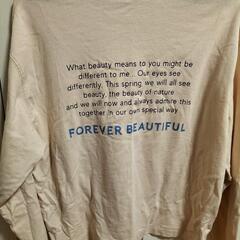 What beauty means to you might be
different to me... Our eyes see
differently. This spring we will all see
beauty, the beauty of nature
and we will now and always admire this
together in our own special way
FOREVER BEAUTIFUL